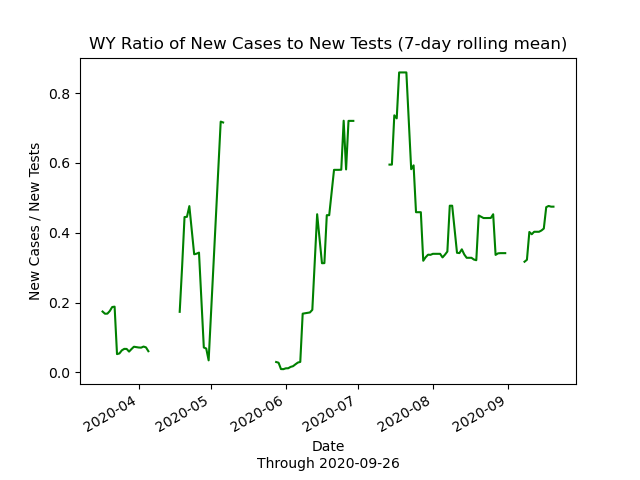 WY Ratio of New Cases to New Tests (7-day rolling mean)
New Cases / New Tests
0.8
0.6
0.4
0.2
0.0
2020-04
2020-05
2020-06
2020-07
2020-08
2020-09
Date
Through 2020-09-26